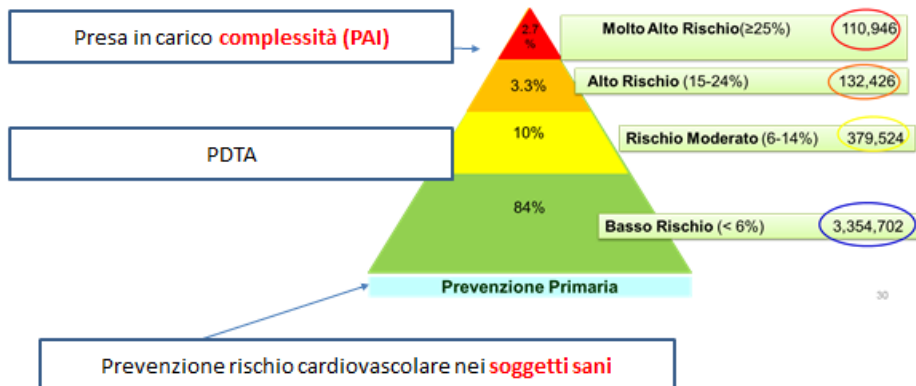 Presa in carico complessità (PAI)
2.7
%
Molto Alto Rischio(≥25%) 110,946
3.3%
Alto Rischio (15-24%) 132,426
PDTA
10%
Rischio Moderato (6-14%) 379,524
84%
Basso Rischio (< 6%) 3,354,702
Prevenzione Primaria
30
Prevenzione rischio cardiovascolare nei soggetti sani